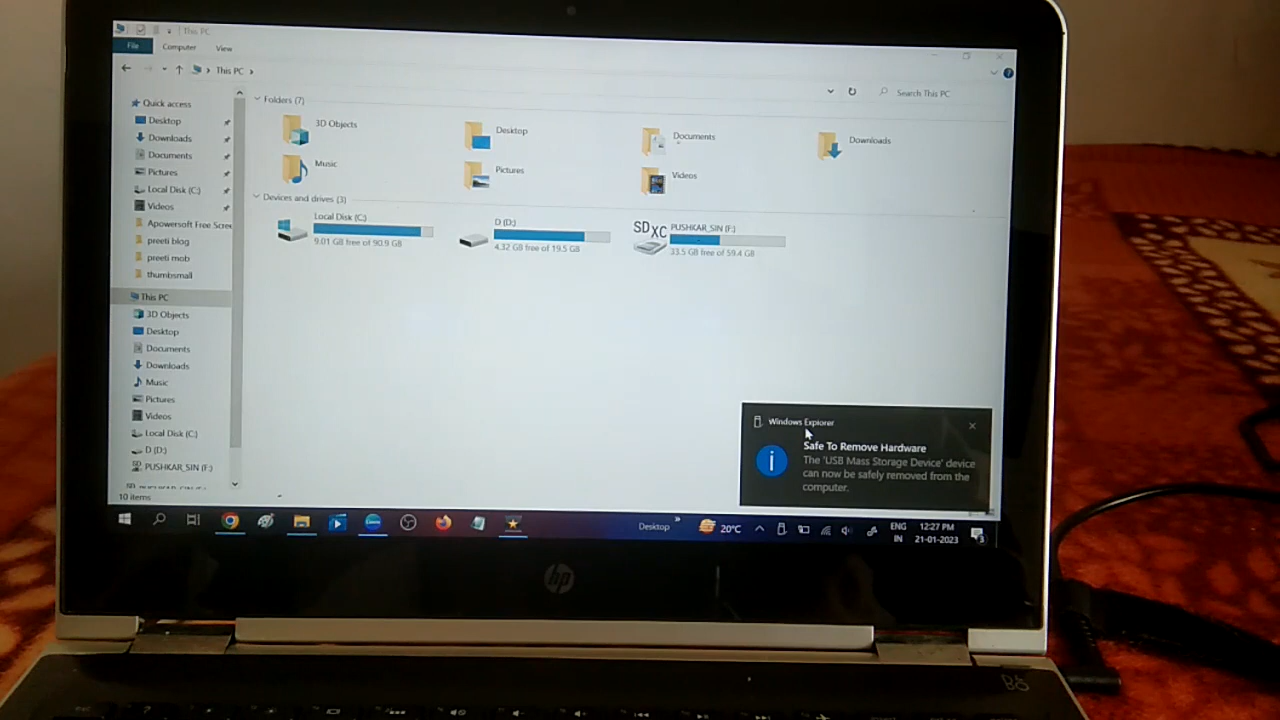 This PC
File Computer View
This PC
Search This PC
Quick access
Desktop
Downloads
Documents
Pictures
Local Disk (C:)
Videos
Apowersoft Free Scree
preeti blog
preeti mob
thumbsmall
This PC
3D Objects
Desktop
Documents
Downloads
Music
Pictures
Videos
Local Disk (C:)
D (D:)
PUSHKAR_SIN (F:)
10 items
Folders (7)
3D Objects
Desktop
Documents
Downloads
Music
Pictures
Videos
Devices and drives (3)
Local Disk (C:)
9.01 GB free of 90.9 GB
D (D:)
4.32 GB free of 19.5 GB
SDXC
PUSHKAR_SIN (F:)
33.5 GB free of 59.4 GB
Windows Explorer
Safe To Remove Hardware
The 'USB Mass Storage Device' device
can now be safely removed from the
computer.
Desktop
20°C
ENG
IN
12:27 PM
21-01-2023
3
hp